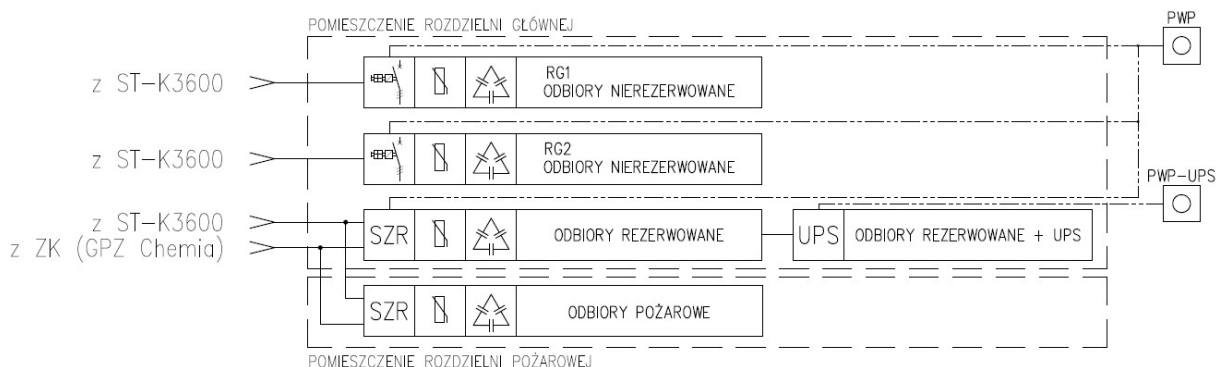 POMIESZCZENIE ROZDZIELNI GŁÓWNEJ
PWP
z ST-K3600
RG1
ODBIORY NIEREZERWOWANE
z ST-K3600
RG2
ODBIORY NIEREZERWOWANE
PWP-UPS
z ST-K3600
z ZK (GPZ Chemia)
SZR
ODBIORY REZERWOWANE
UPS
ODBIORY REZERWOWANE + UPS
SZR
ODBIORY POŻAROWE
POMIESZCZENIE ROZDZIELNI POŻAROWEJ